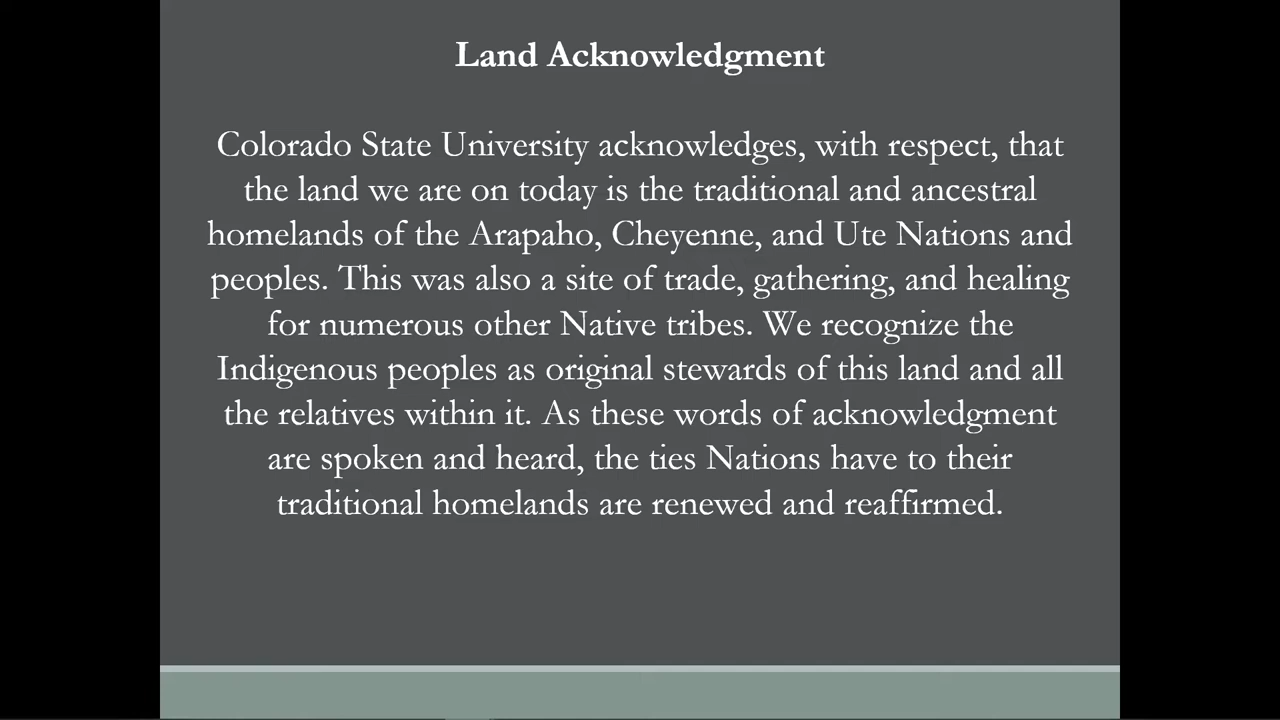 Land Acknowledgment
Colorado State University acknowledges, with respect, that
the land we are on today is the traditional and ancestral
homelands of the Arapaho, Cheyenne, and Ute Nations and
peoples. This was also a site of trade, gathering, and healing
for numerous other Native tribes. We recognize the
Indigenous peoples as original stewards of this land and all
the relatives within it. As these words of acknowledgment
are spoken and heard, the ties Nations have to their
traditional homelands are renewed and reaffirmed.